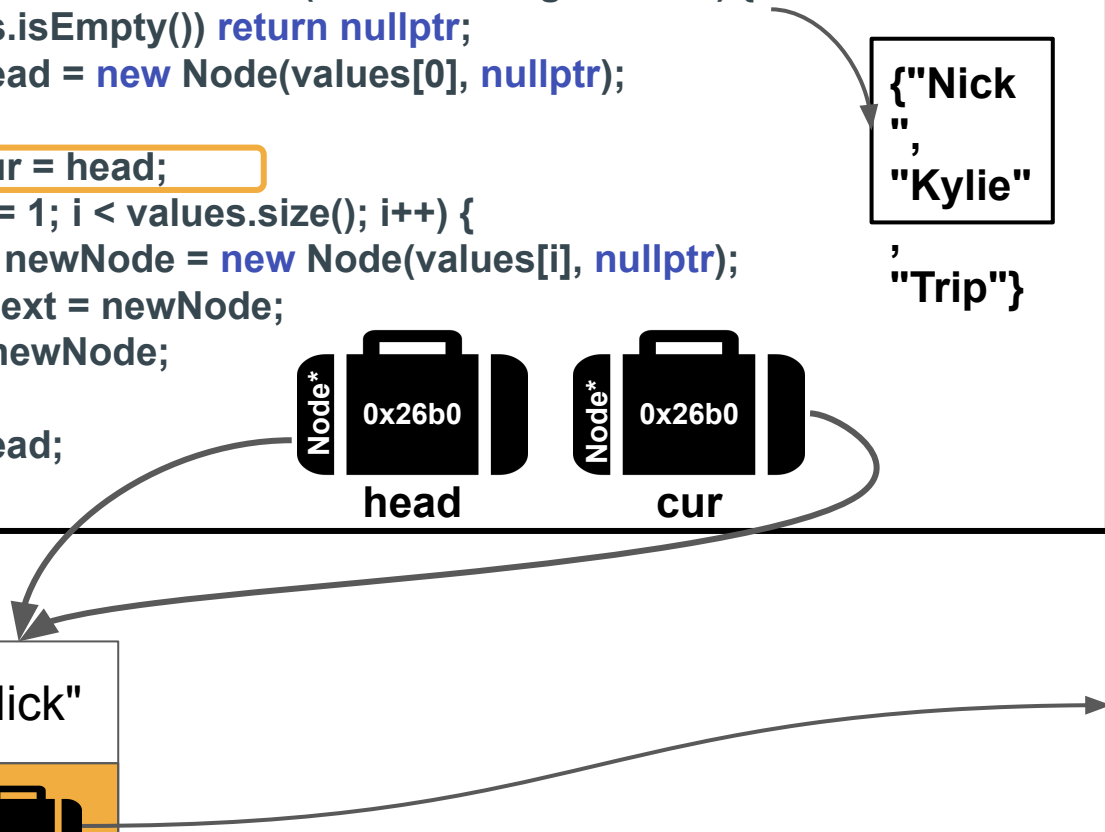 s.isEmpty()) return nullptr;
ead = new Node(values[0], nullptr);
ur = head;
= 1; i < values.size(); i++) {
newNode = new Node(values[i], nullptr);
ext = newNode;
newNode;
ead;
{"Nick
",
"Kylie"
,
"Trip"}
Node*
0x26b0
head
Node*
0x26b0
cur
lick"